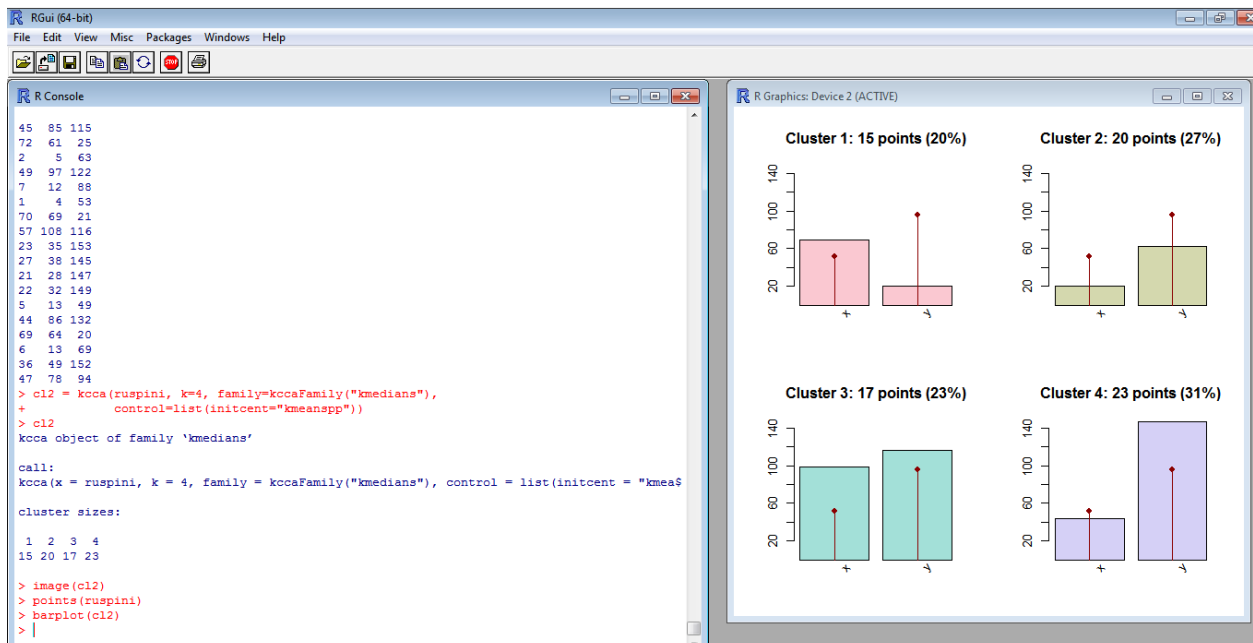 RGui (64-bit)
File Edit View Misc Packages Windows Help
STOP
R Console
45 85 115
72 61 25
2 5 63
49 97 122
7 12 88
1 4 53
70 69 21
57 108 116
23 35 153
27 38 145
21 28 147
22 32 149
5 13 49
44 86 132
69 64 20
6 13 69
36 49 152
47 78 94
> cl2 = kcca(ruspini, k=4, family=kccaFamily("kmedians"),
+ control=list(initcent="kmeanspp"))
> cl2
kcca object of family ‘kmedians’
call:
kcca(x = ruspini, k = 4, family = kccaFamily("kmedians"), control = list(initcent = "kmea$
cluster sizes:
1 2 3 4
15 20 17 23
> image(cl2)
> points(ruspini)
> barplot(cl2)
>
R Graphics: Device 2 (ACTIVE)
Cluster 1: 15 points (20%)
140
100
60
20
x y
Cluster 2: 20 points (27%)
140
100
60
20
x y
Cluster 3: 17 points (23%)
140
100
60
20
x y
Cluster 4: 23 points (31%)
140
100
60
20
x y